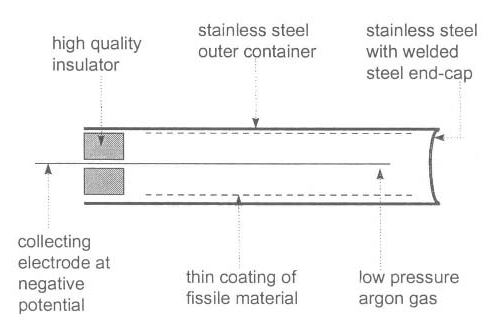 high quality
insulator
stainless steel
outer container
stainless steel
with welded
steel end-cap
collecting
electrode at
negative
potential
thin coating of
fissile material
low pressure
argon gas